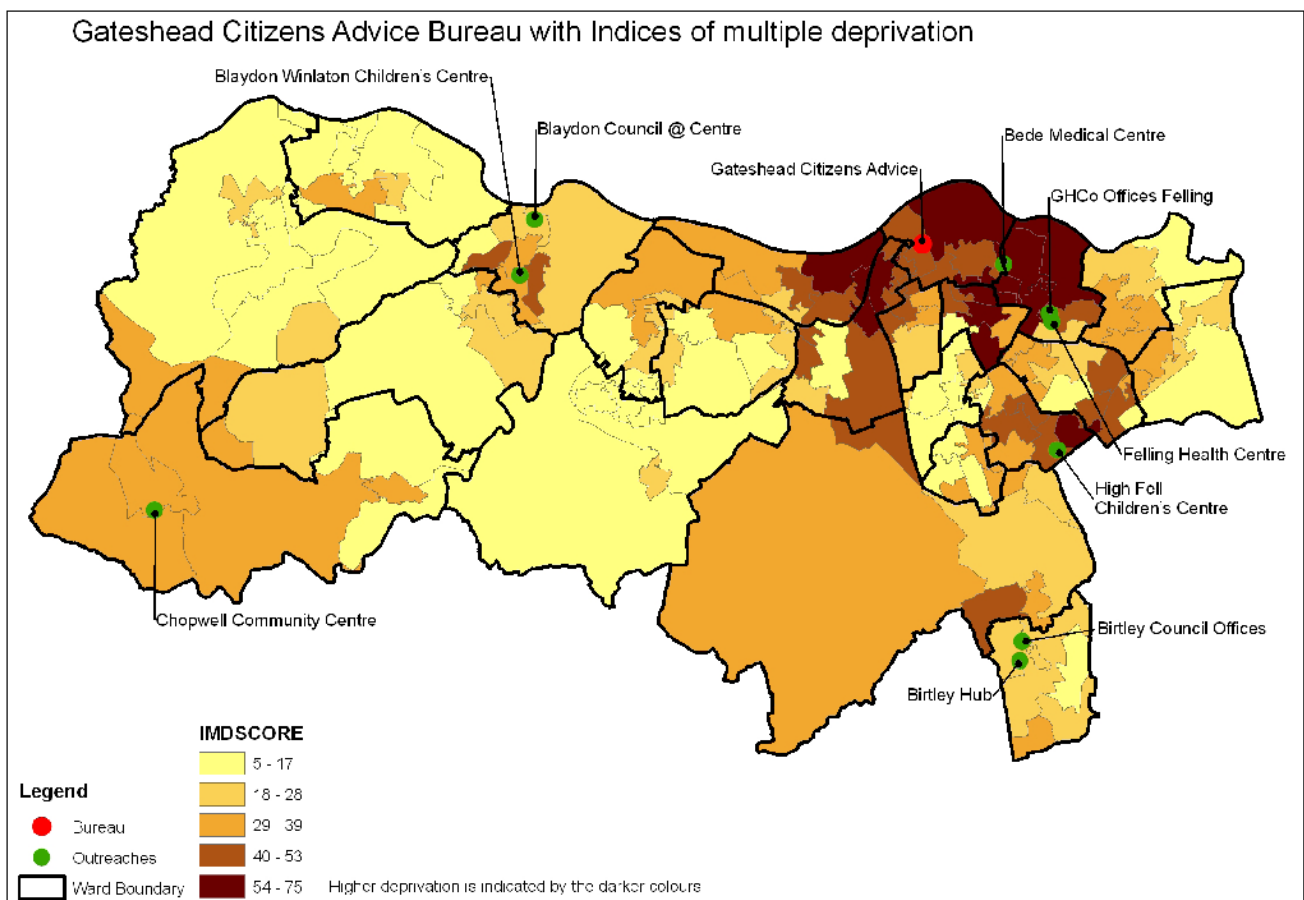 Gateshead Citizens Advice Bureau with Indices of multiple deprivation
Blaydon Winlaton Children's Centre
Blaydon Council @ Centre
Bede Medical Centre
Gateshead Citizens Advice
GHCo Offices Felling
Felling Health Centre
High Fell
Children's Centre
Chopwell Community Centre
Birtley Council Offices
Birtley Hub
IMDSCORE
5 - 17
18 - 28
29 - 39
40 - 53
54 - 75
Legend
Bureau
Outreaches
Ward Boundary
Higher deprivation is indicated by the darker colours